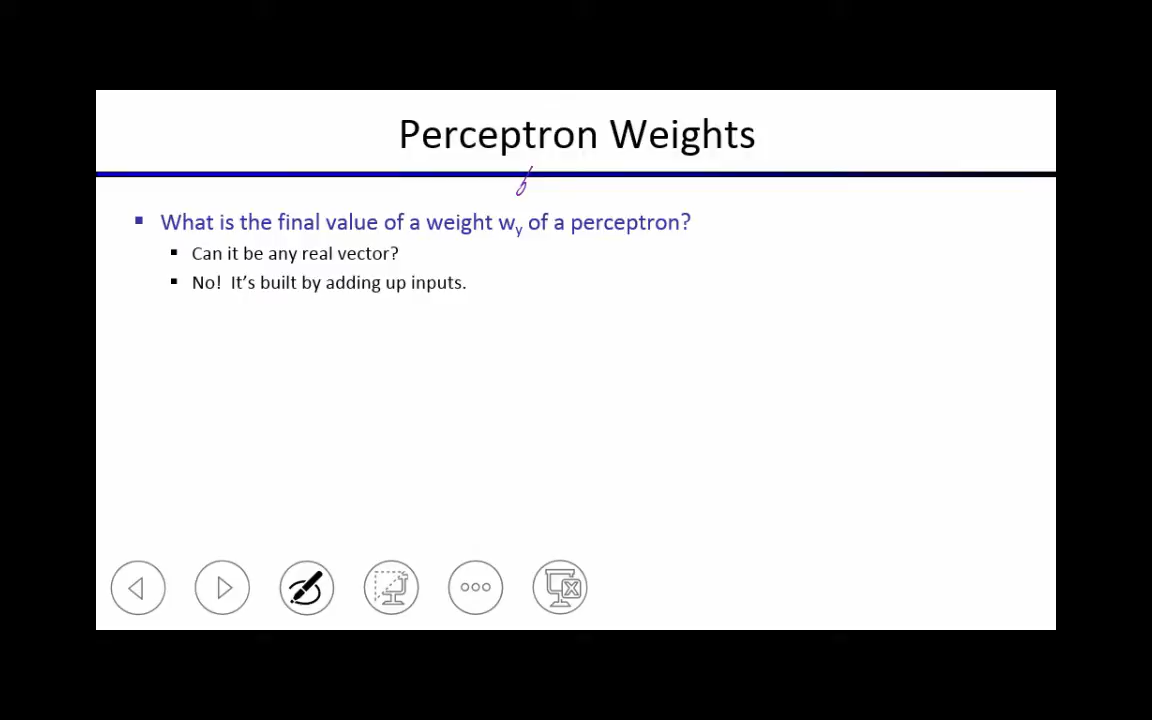 Perceptron Weights
What is the final value of a weight wy of a perceptron?
Can it be any real vector?
No! It's built by adding up inputs.